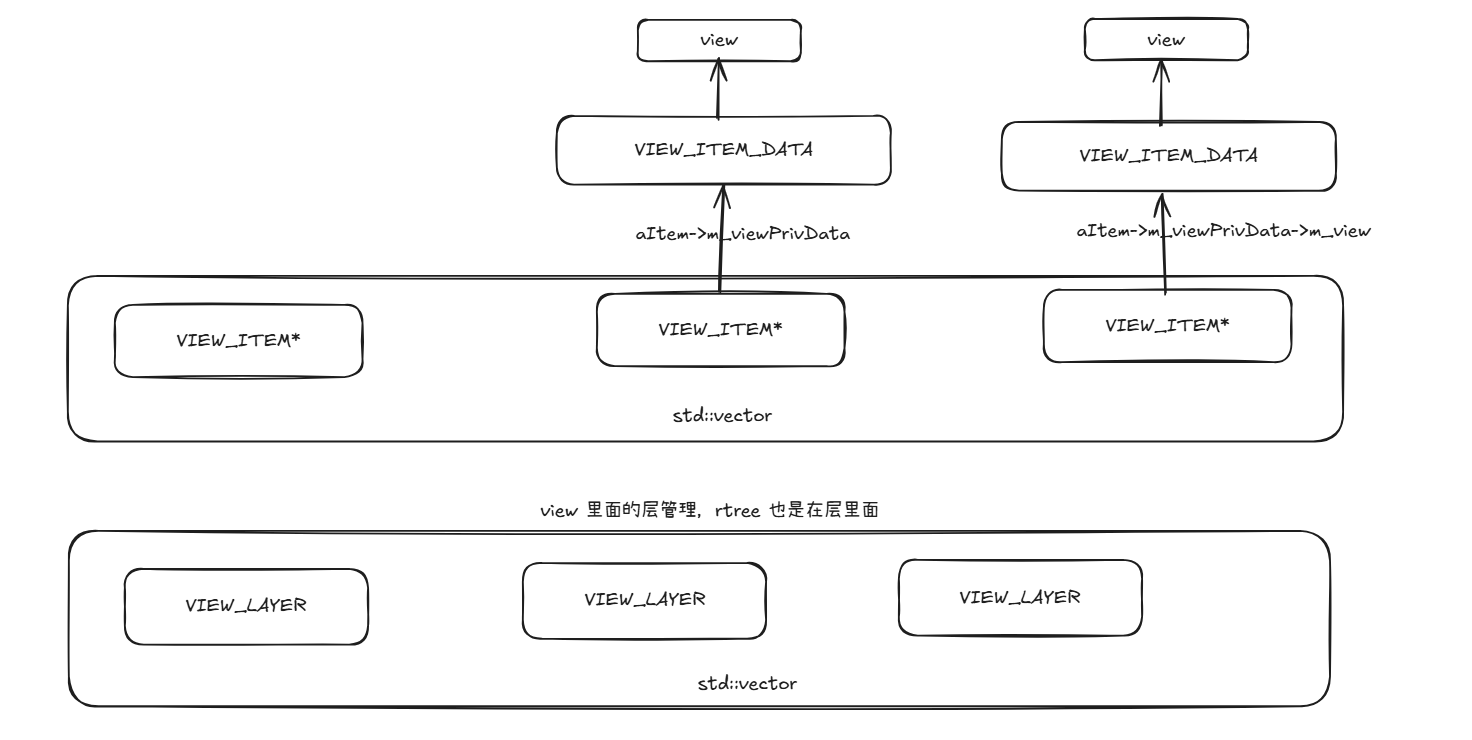 view
view
VIEW_ITEM_DATA
VIEW_ITEM_DATA
aItem->m_viewPrivData
aItem->m_viewPrivData->m_view
VIEW_ITEM*
VIEW_ITEM*
VIEW_ITEM*
std::vector
view 里面的层管理，rtree 也是在层里面
VIEW_LAYER
VIEW_LAYER
VIEW_LAYER
std::vector